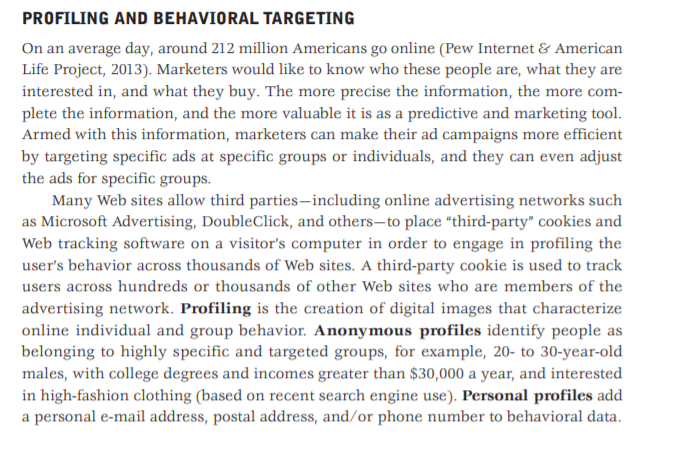 PROFILING AND BEHAVIORAL TARGETING
On an average day, around 212 million Americans go online (Pew Internet & American
Life Project, 2013). Marketers would like to know who these people are, what they are
interested in, and what they buy. The more precise the information, the more com-
plete the information, and the more valuable it is as a predictive and marketing tool.
Armed with this information, marketers can make their ad campaigns more efficient
by targeting specific ads at specific groups or individuals, and they can even adjust
the ads for specific groups.
Many Web sites allow third parties—including online advertising networks such
as Microsoft Advertising, DoubleClick, and others—to place “third-party” cookies and
Web tracking software on a visitor's computer in order to engage in profiling the
user's behavior across thousands of Web sites. A third-party cookie is used to track
users across hundreds or thousands of other Web sites who are members of the
advertising network. Profiling is the creation of digital images that characterize
online individual and group behavior. Anonymous profiles identify people as
belonging to highly specific and targeted groups, for example, 20- to 30-year-old
males, with college degrees and incomes greater than $30,000 a year, and interested
in high-fashion clothing (based on recent search engine use). Personal profiles add
a personal e-mail address, postal address, and/or phone number to behavioral data.